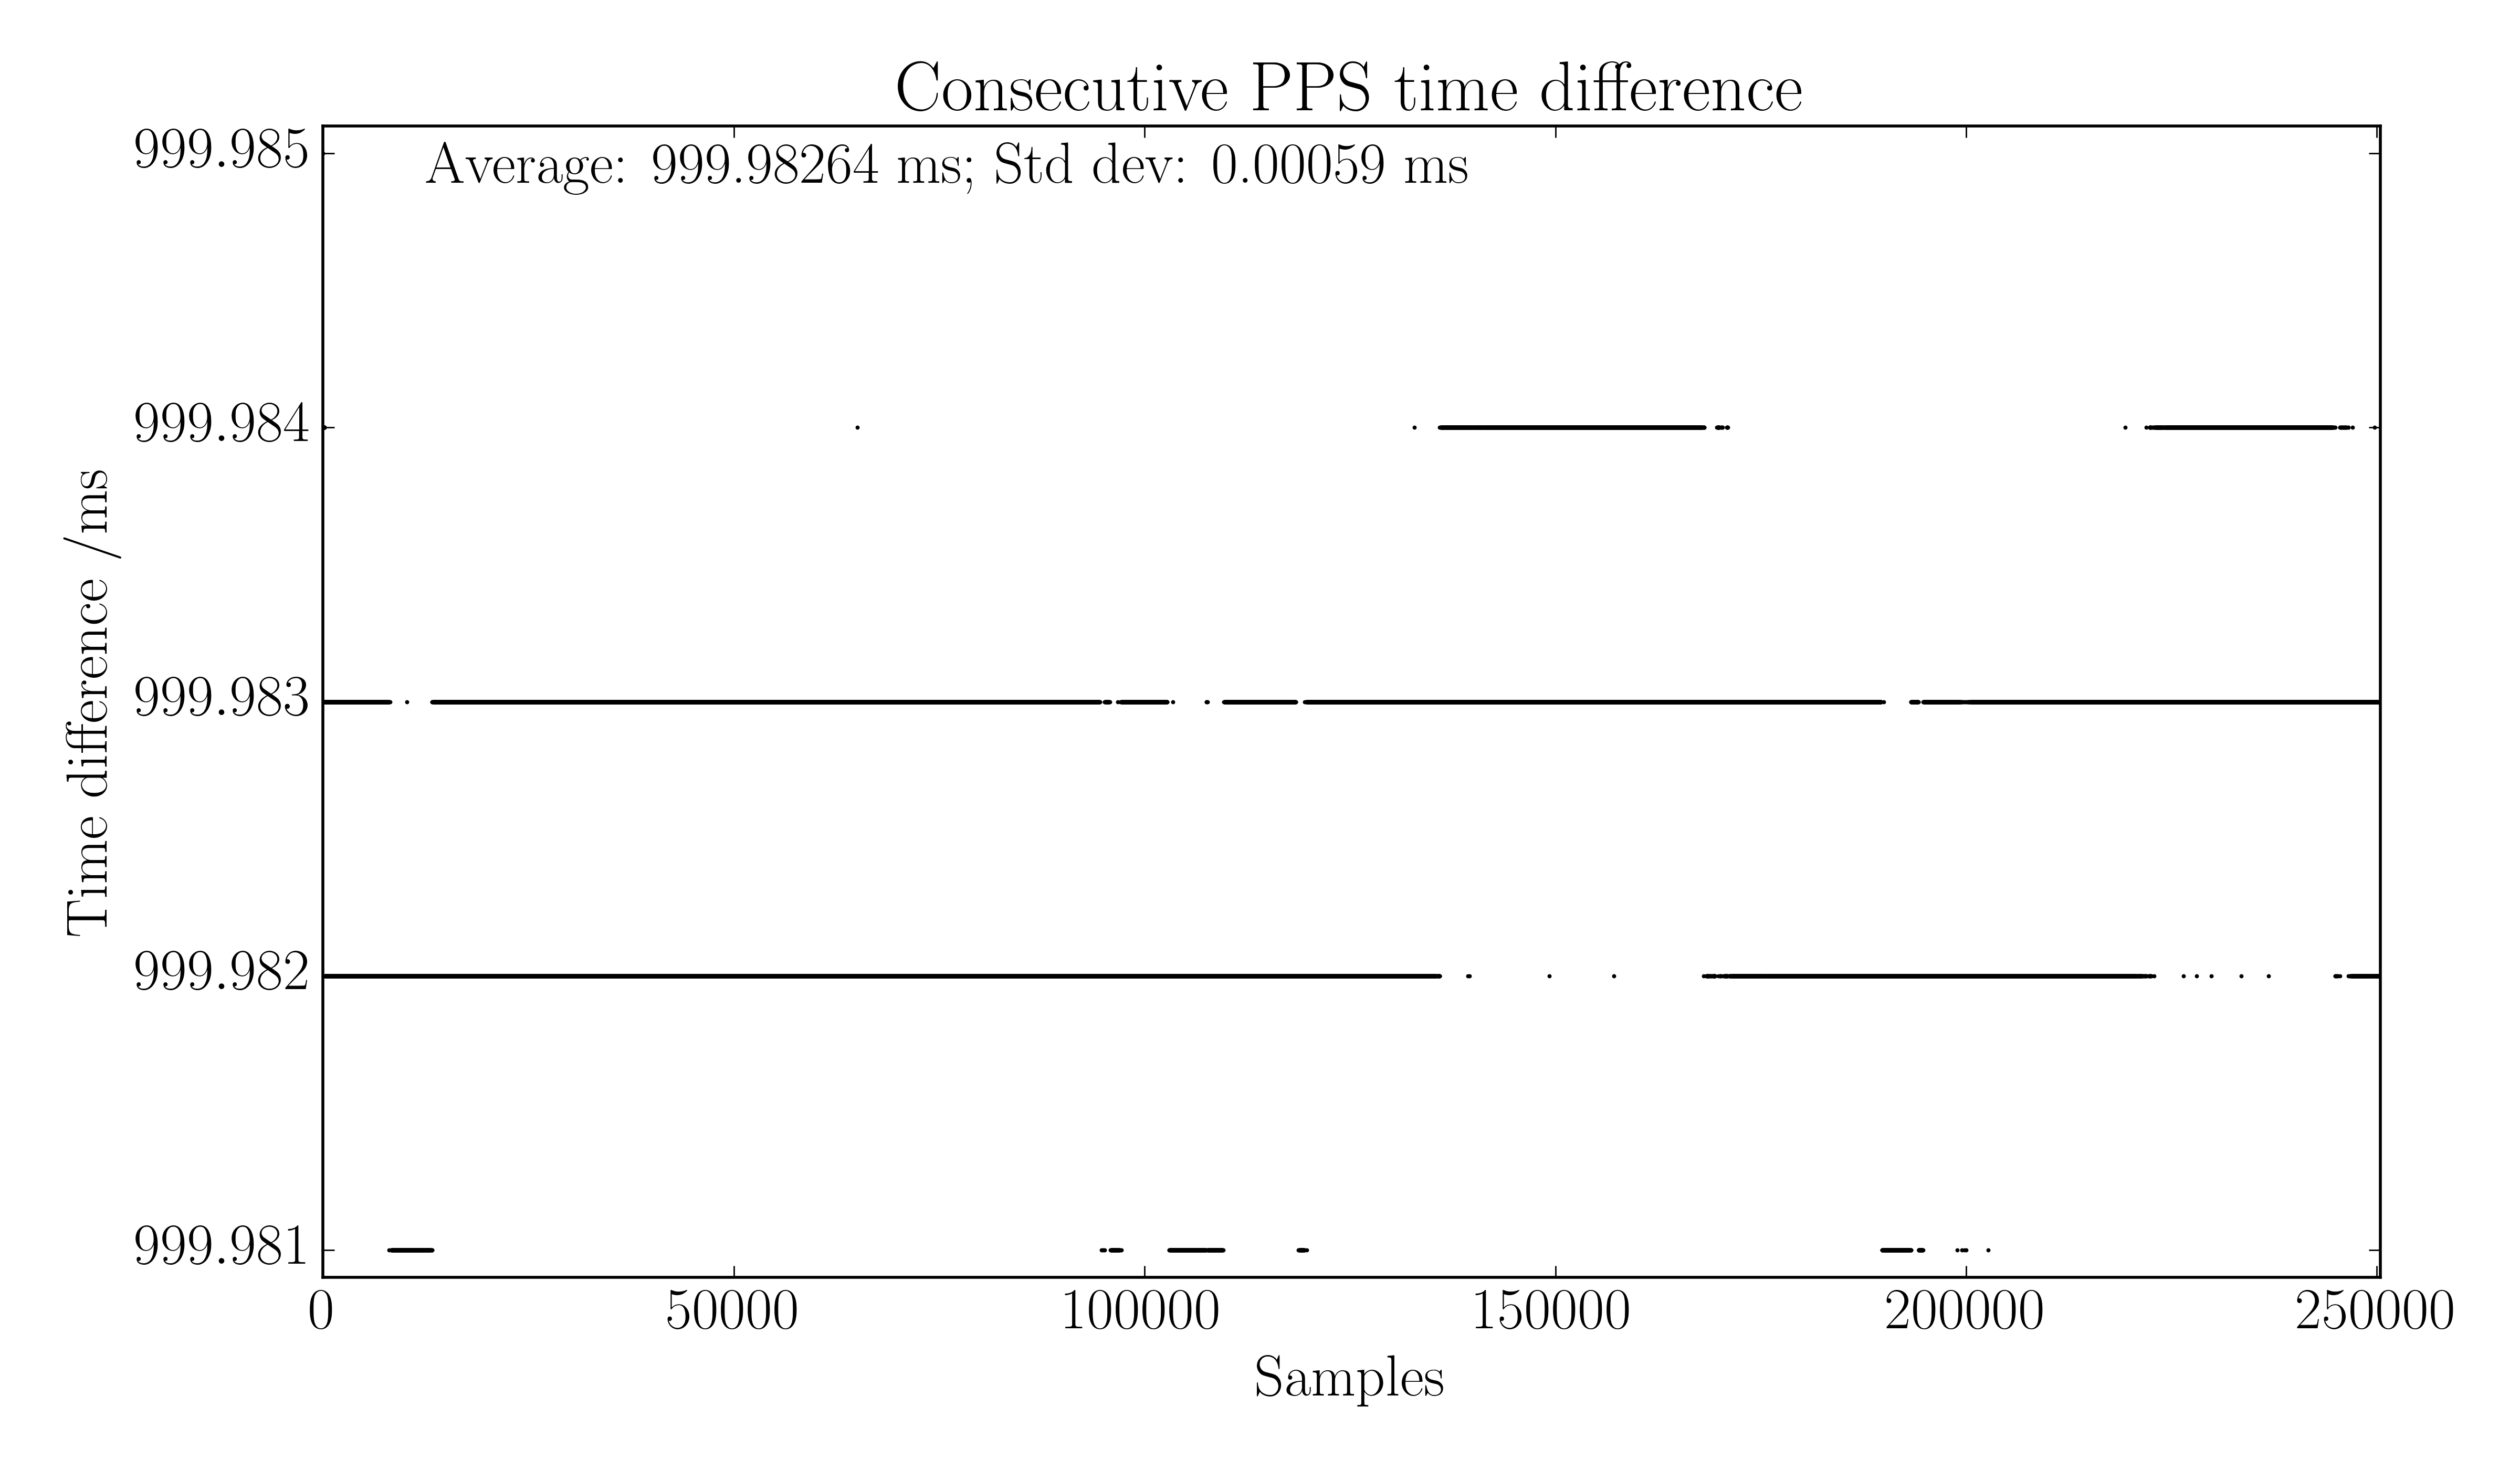 Consecutive PPS time difference
Average: 999.98264 ms; Std dev: 0.00059 ms
999.985
999.984
999.983
999.982
999.981
Time difference /ms
0 50000 100000 150000 200000 250000
Samples